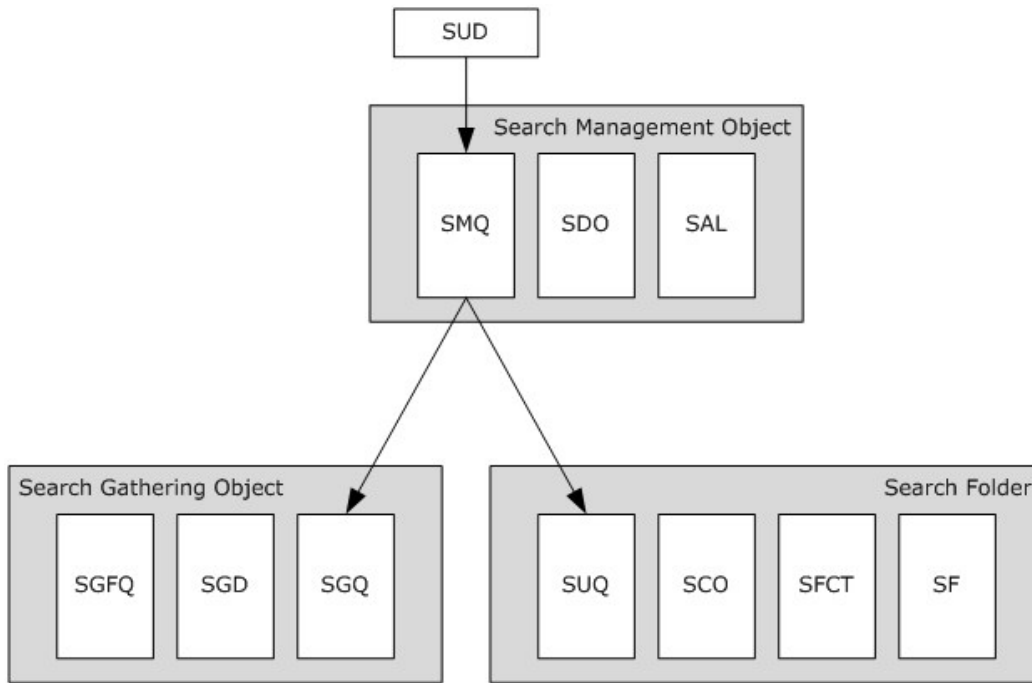 SUD
Search Management Object
SMQ
SDO
SAL
Search Gathering Object
SGFQ
SGD
SGQ
Search Folder
SUQ
SCO
SFCT
SF